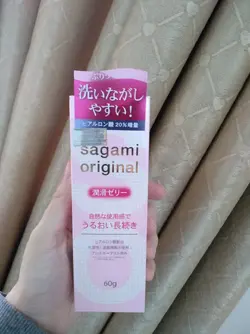 洗いながし
やすい!
ヒアルロン酸20%増量
sagami
original
潤滑ゼリー
自然な使用感で
うるおい長続き
60g